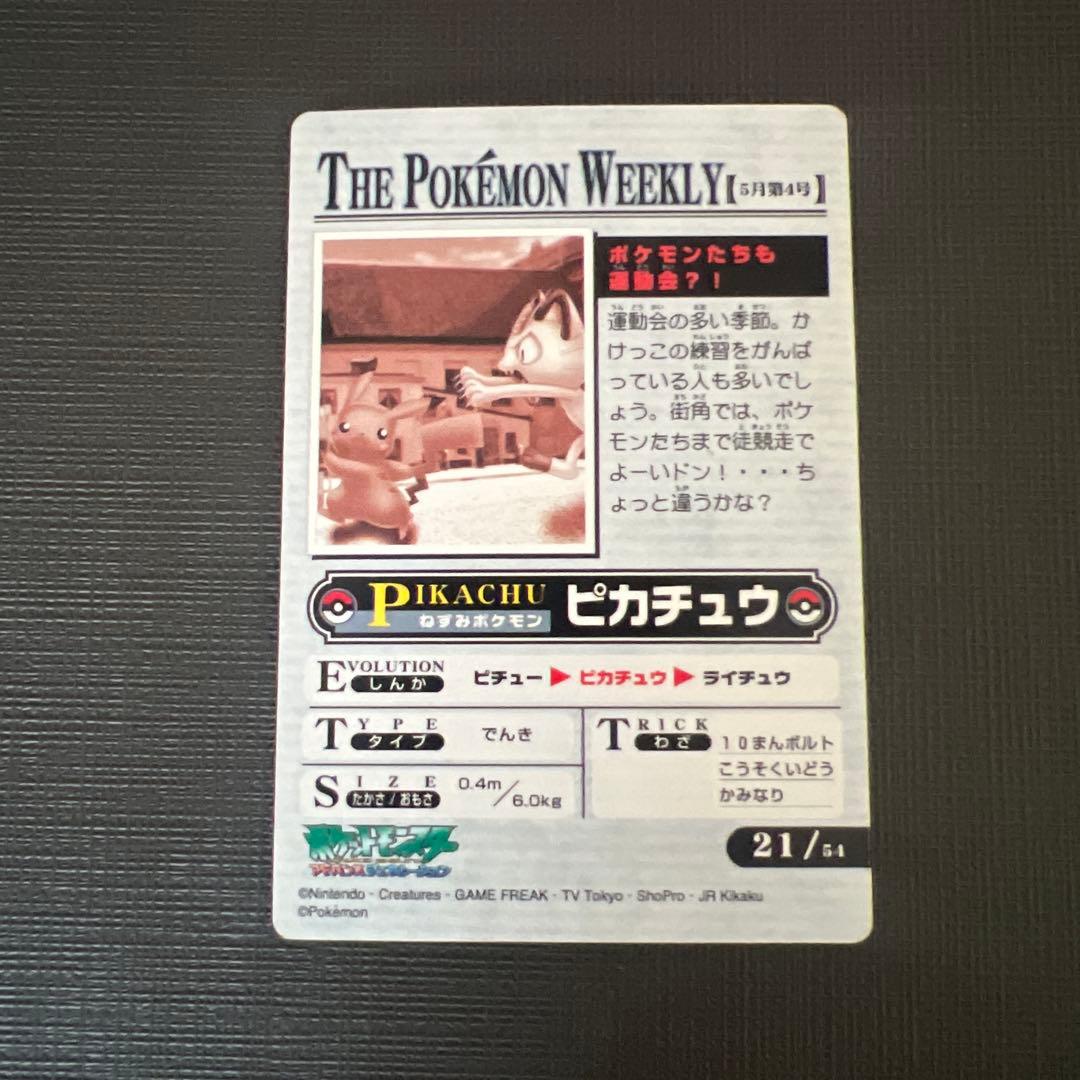 THE POKÉMON WEEKLY【5月第4号】
ポケモンたちも
運動会?!
運動会の多い季節。か
けっこの練習をがんば
っている人も多いでし
ょう。街角では、ポケ
モンたちまで徒競走で
よーいドン!・・・ち
ょっと違うかな?
PIKACHU
ねずみポケモン
ピカチュウ
EVOLUTION
しんか
ピチュー▶ピカチュウ▶ライチュウ
TYPE
タイプ
でんき
TRICK
わざ
10まんボルト
こうそくいどう
かみなり
SIZE
たかさ/おもさ
0.4m/6.0kg
ポケットモンスター
アドバンスジェネレーション
21/54
©Nintendo・Creatures・GAME FREAK・TV Tokyo・ShoPro・JR Kikaku
©Pokémon